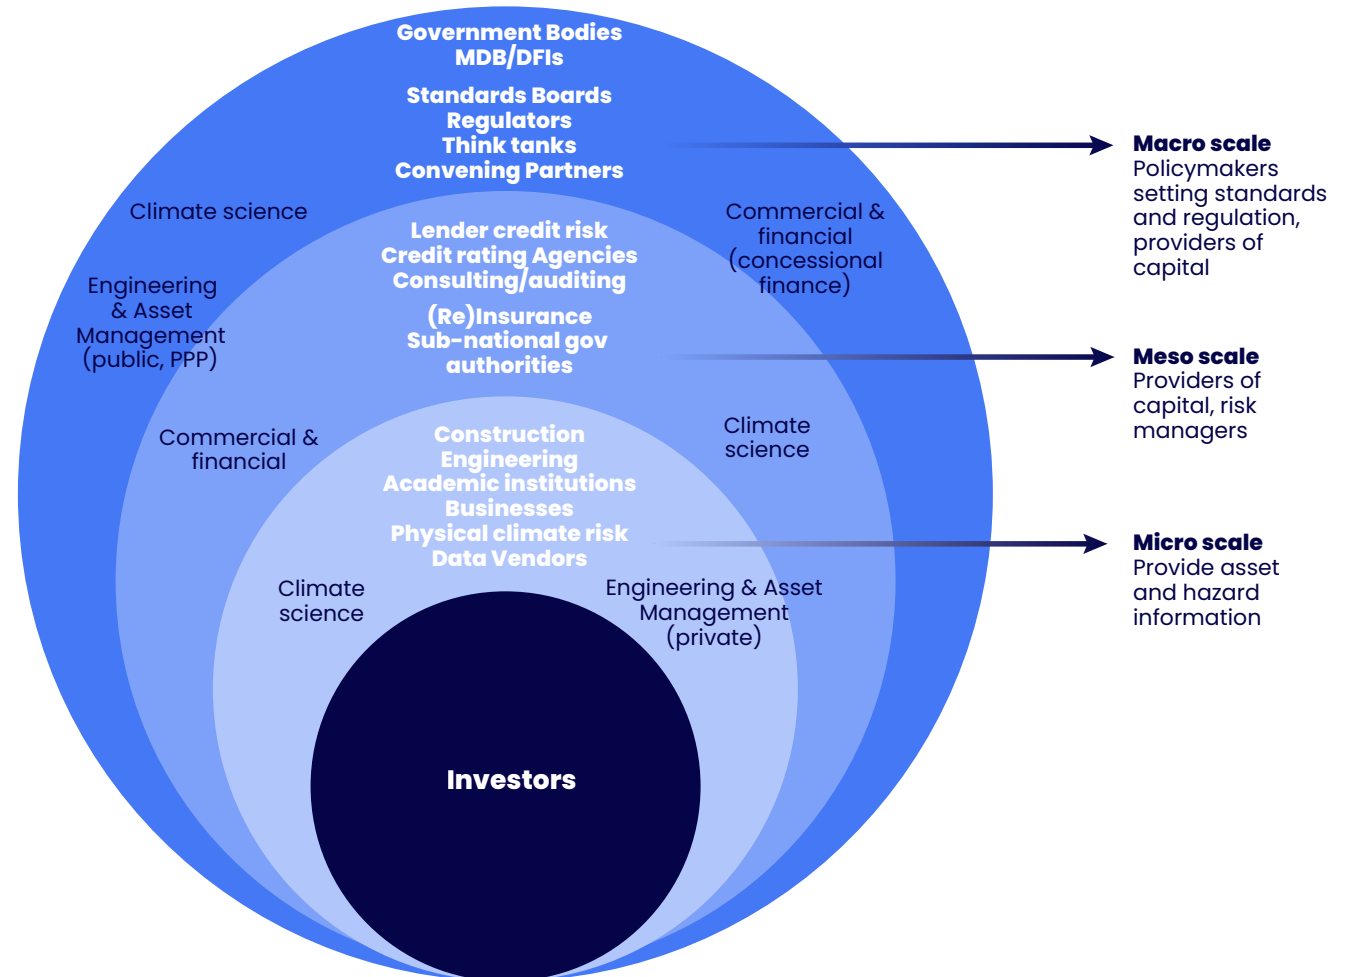 Government Bodies
MDB/DFIs
Standards Boards
Regulators
Think tanks
Convening Partners
Macro scale
Policymakers
setting standards
and regulation,
providers of
capital
Climate science
Commercial &
financial
(concessional
finance)
Engineering
& Asset
Management
(public, PPP)
Lender credit risk
Credit rating Agencies
Consulting/auditing
(Re)Insurance
Sub-national gov
authorities
Meso scale
Providers of
capital, risk
managers
Commercial &
financial
Climate
science
Construction
Engineering
Academic institutions
Businesses
Physical climate risk
Data Vendors
Micro scale
Provide asset
and hazard
information
Climate
science
Engineering & Asset
Management
(private)
Investors